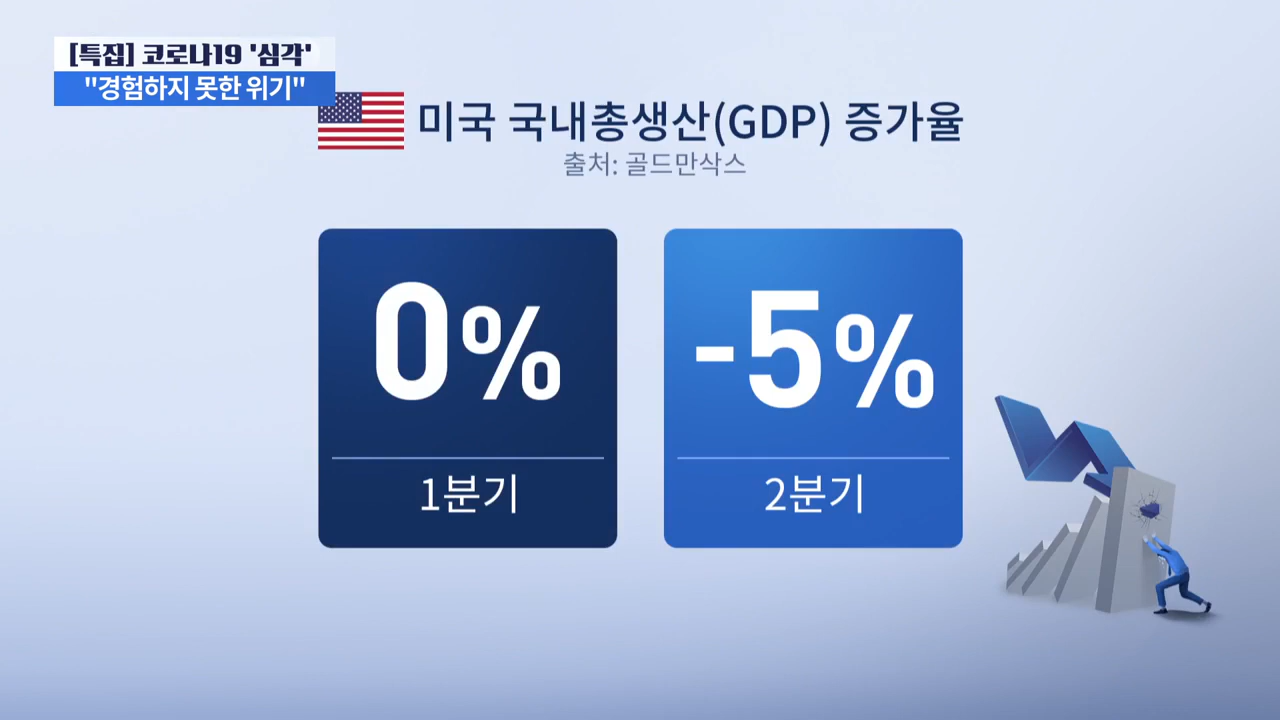 [특집] 코로나19 '심각'
"경험하지 못한 위기"
미국 국내총생산(GDP) 증가율
출처: 골드만삭스
0%
1분기
-5%
2분기